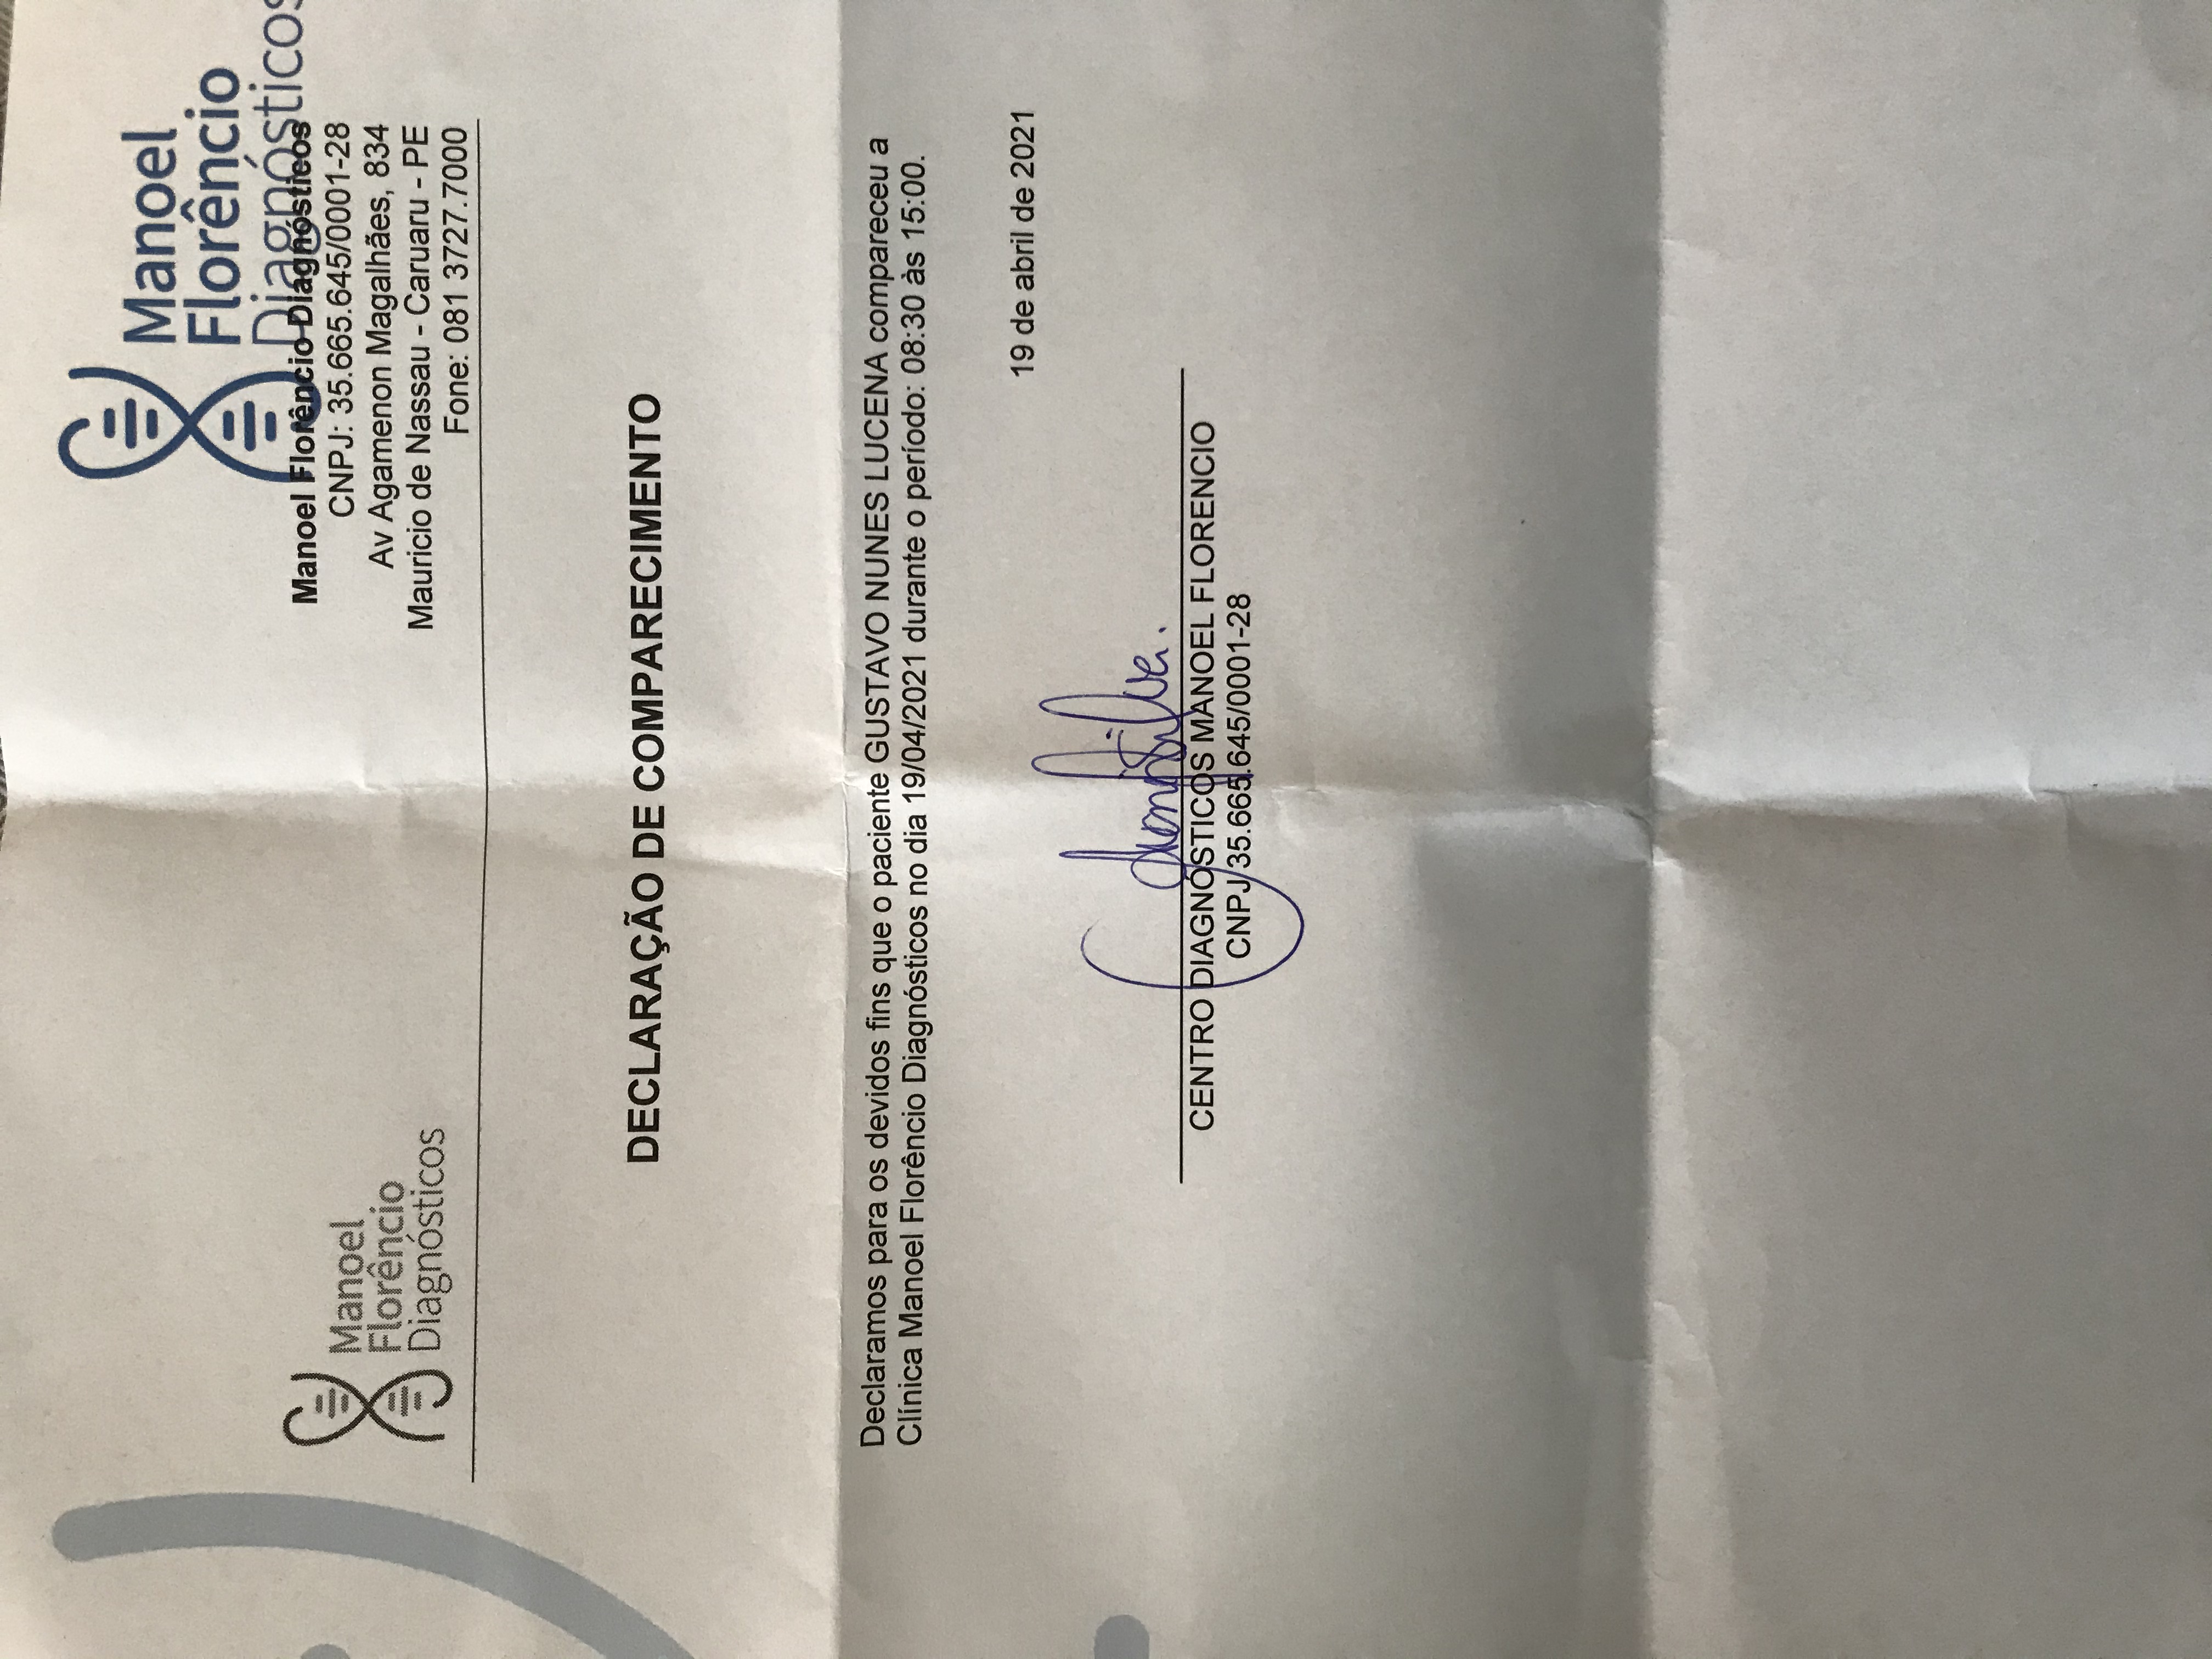 Manoel
Florêncio
Diagnósticos
Manoel
Florêncio
Diagnósticos
Manoel Florêncio Diagnósticos
CNPJ: 35.665.645/0001-28
Av Agamenon Magalhães, 834
Mauricio de Nassau - Caruaru - PE
Fone: 081 3727.7000
DECLARAÇÃO DE COMPARECIMENTO
Declaramos para os devidos fins que o paciente GUSTAVO NUNES LUCENA compareceu a
Clínica Manoel Florêncio Diagnósticos no dia 19/04/2021 durante o período: 08:30 às 15:00.
19 de abril de 2021
CENTRO DIAGNÓSTICOS MANOEL FLORENCIO
CNPJ 35.665.645/0001-28